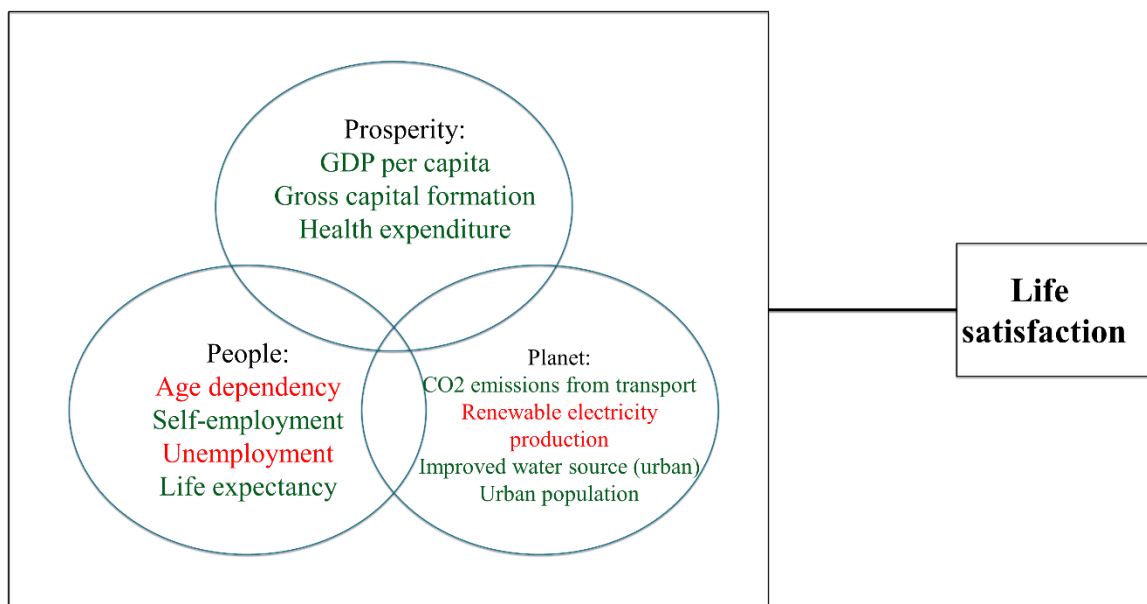 Prosperity:
GDP per capita
Gross capital formation
Health expenditure
People:
Age dependency
Self-employment
Unemployment
Life expectancy
Planet:
CO2 emissions from transport
Renewable electricity
production
Improved water source (urban)
Urban population
Life
satisfaction